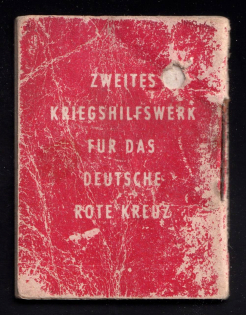 ZWEITES
KRIEGSHILFSWERK
FÜR DAS
DEUTSCHE
ROTE KREUZ